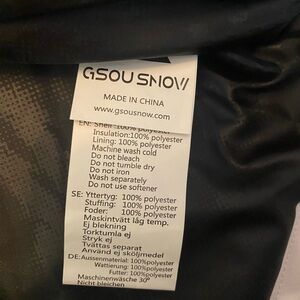 GSOU SNOW
MADE IN CHINA
www.gsousnow.com
EN: Shell :100% polyester
Insulation:100% polyester
Lining: 100% polyester
Machine wash cold
Do not bleach
Do not tumble dry
Do not iron
Wash separately
Do not use softener
SE: Yttertyg: 100% polyester
Stuffing: 100% polyester
Foder: 100% polyester
Maskintvätt låg temp.
Ej blekning
Torktumla ej
Stryk ej
Tvättas separat
Använd ej sköljmedel
DE:Aussenmaterial: 100%polyester
Wattierung: 100%polyester
Futter: 100%polyester
Maschinenwäsche 30°
Nicht bleichen